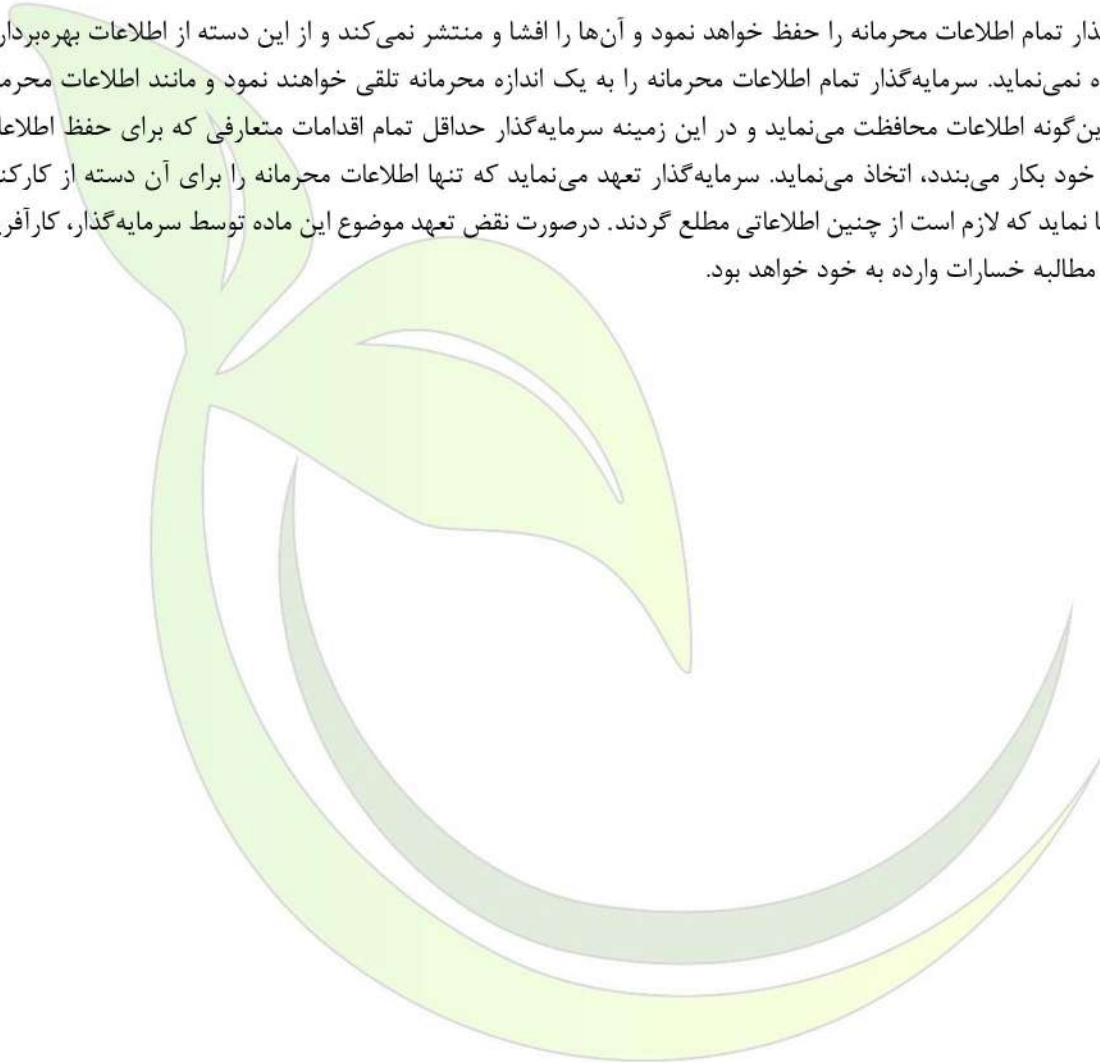 ذار تمام اطلاعات محرمانه را حفظ خواهد نمود و آن‌ها را افشا و منتشر نمی‌کند و از این دسته از اطلاعات بهره‌بردار
ه نمی‌نماید. سرمایه‌گذار تمام اطلاعات محرمانه را به یک اندازه محرمانه تلقی خواهند نمود و مانند اطلاعات محرم
ین‌گونه اطلاعات محافظت می‌نماید و در این زمینه سرمایه‌گذار حداقل تمام اقدامات متعارفی که برای حفظ اطلاعا
خود بکار می‌بندد، اتخاذ می‌نماید. سرمایه‌گذار تعهد می‌نماید که تنها اطلاعات محرمانه را برای آن دسته از کارکن
ا نماید که لازم است از چنین اطلاعاتی مطلع گردند. درصورت نقض تعهد موضوع این ماده توسط سرمایه‌گذار، کارآفری
مطالبه خسارات وارده به خود خواهد بود.